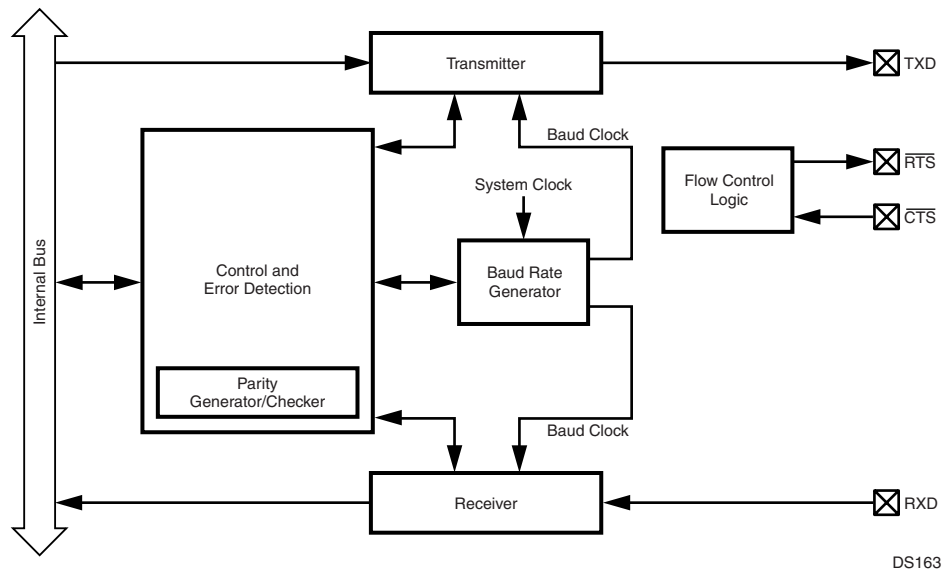 Transmitter
TXD
Baud Clock
RTS
System Clock
Flow Control
Logic
CTS
Internal Bus
Control and
Error Detection
Baud Rate
Generator
Parity
Generator/Checker
Baud Clock
Receiver
RXD
DS163